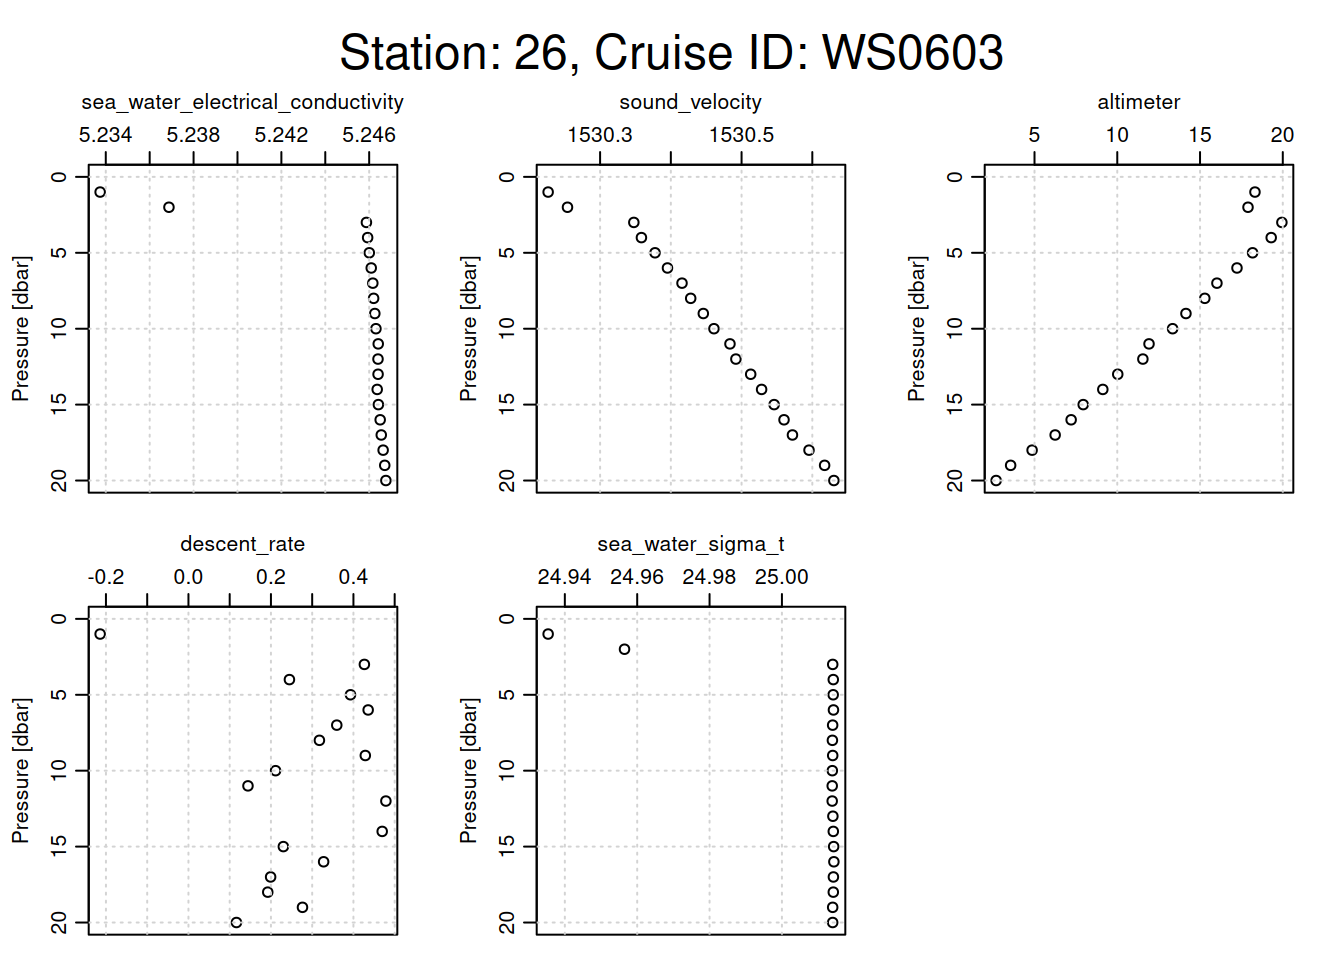 Station: 26, Cruise ID: WS0603
sea_water_electrical_conductivity
5.234 5.238 5.242 5.246
Pressure [dbar]
0
5
10
15
20
sound_velocity
1530.3 1530.5
Pressure [dbar]
0
5
10
15
20
altimeter
5 10 15 20
Pressure [dbar]
0
5
10
15
20
descent_rate
-0.2 0.0 0.2 0.4
Pressure [dbar]
0
5
10
15
20
sea_water_sigma_t
24.94 24.96 24.98 25.00
Pressure [dbar]
0
5
10
15
20